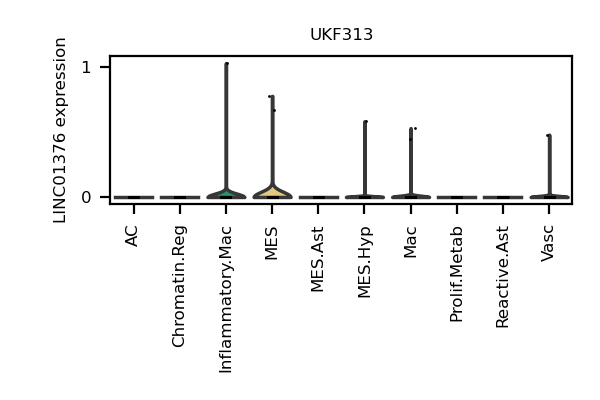 UKF313
LINC01376 expression
1
0
AC
Chromatin.Reg
Inflammatory.Mac
MES
MES.Ast
MES.Hyp
Mac
Prolif.Metab
Reactive.Ast
Vasc